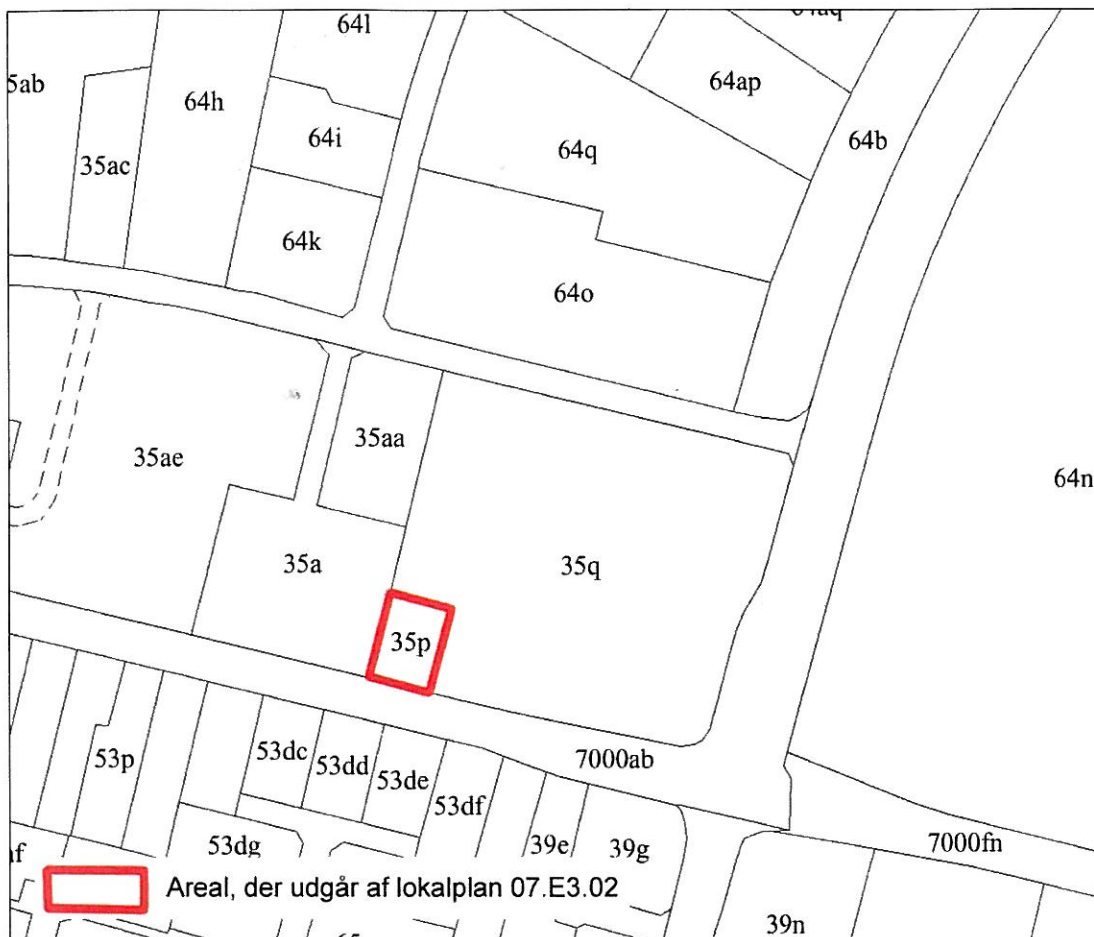 64l
64aq
5ab
64h
64ap
64i
64b
64q
35ac
64k
64o
35aa
35ae
64n
35a
35q
35p
53p
53dc
53dd
53de
7000ab
53df
53dg
39e
39g
7000fn
Areal, der udgår af lokalplan 07.E3.02
39n